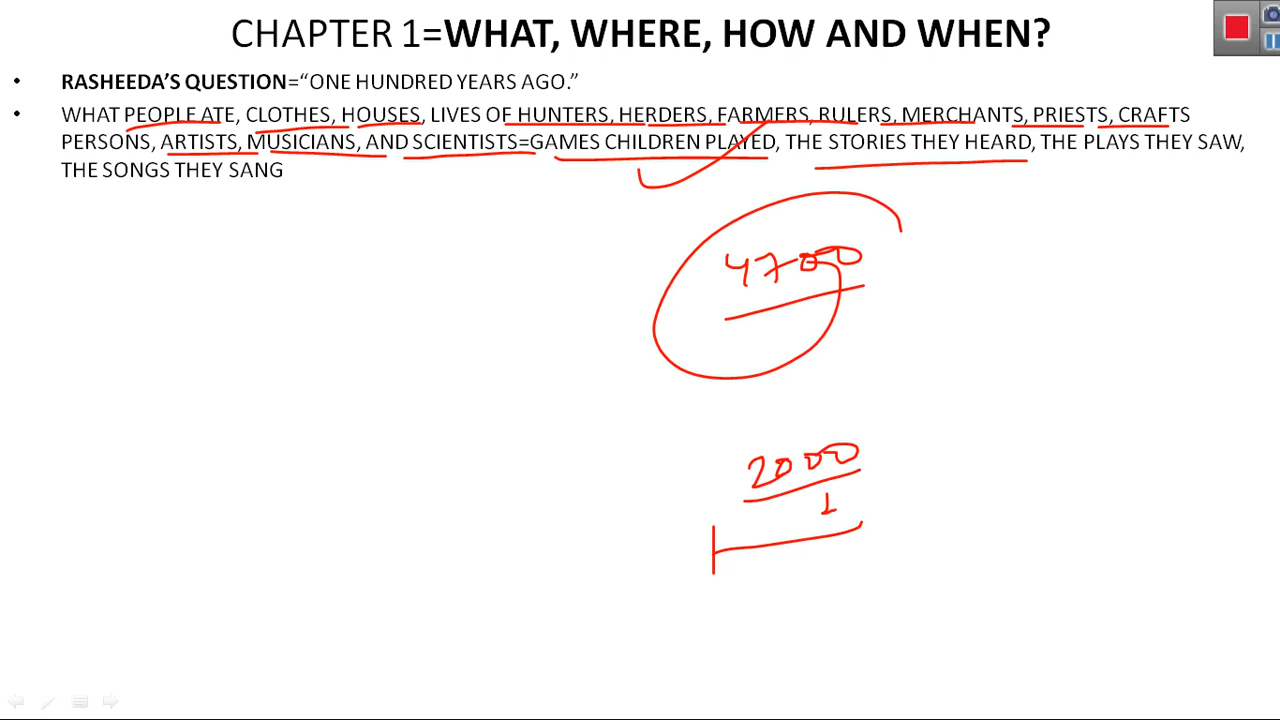 CHAPTER 1=WHAT, WHERE, HOW AND WHEN?
• RASHEEDA’S QUESTION=“ONE HUNDRED YEARS AGO.”
• WHAT PEOPLE ATE, CLOTHES, HOUSES, LIVES OF HUNTERS, HERDERS, FARMERS, RULERS, MERCHANTS, PRIESTS, CRAFTS
PERSONS, ARTISTS, MUSICIANS, AND SCIENTISTS=GAMES CHILDREN PLAYED, THE STORIES THEY HEARD, THE PLAYS THEY SAW,
THE SONGS THEY SANG
4700
2000
1